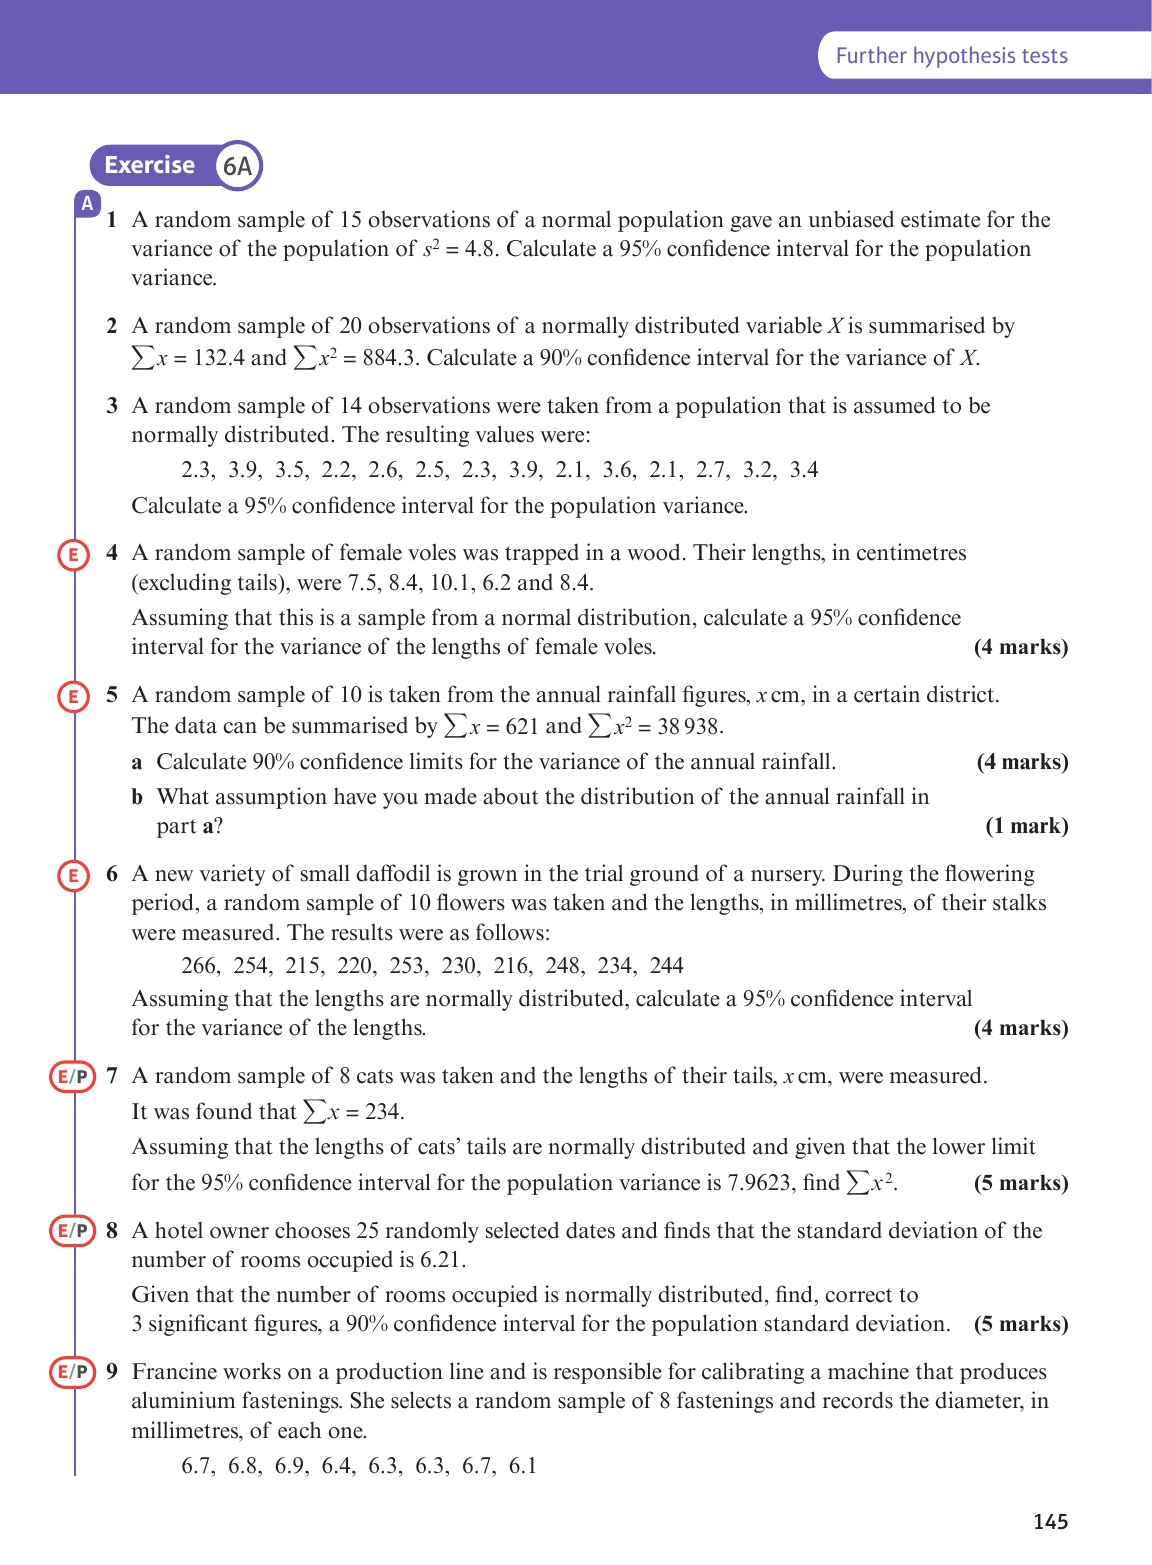 Further hypothesis tests
Exercise 6A
A
1 A random sample of 15 observations of a normal population gave an unbiased estimate for the
variance of the population of s² = 4.8. Calculate a 95% confidence interval for the population
variance.
2 A random sample of 20 observations of a normally distributed variable X is summarised by
∑x = 132.4 and ∑x² = 884.3. Calculate a 90% confidence interval for the variance of X.
3 A random sample of 14 observations were taken from a population that is assumed to be
normally distributed. The resulting values were:
2.3, 3.9, 3.5, 2.2, 2.6, 2.5, 2.3, 3.9, 2.1, 3.6, 2.1, 2.7, 3.2, 3.4
Calculate a 95% confidence interval for the population variance.
E 4 A random sample of female voles was trapped in a wood. Their lengths, in centimetres
(excluding tails), were 7.5, 8.4, 10.1, 6.2 and 8.4.
Assuming that this is a sample from a normal distribution, calculate a 95% confidence
interval for the variance of the lengths of female voles. (4 marks)
E 5 A random sample of 10 is taken from the annual rainfall figures, x cm, in a certain district.
The data can be summarised by ∑x = 621 and ∑x² = 38 938.
a Calculate 90% confidence limits for the variance of the annual rainfall. (4 marks)
b What assumption have you made about the distribution of the annual rainfall in
part a? (1 mark)
E 6 A new variety of small daffodil is grown in the trial ground of a nursery. During the flowering
period, a random sample of 10 flowers was taken and the lengths, in millimetres, of their stalks
were measured. The results were as follows:
266, 254, 215, 220, 253, 230, 216, 248, 234, 244
Assuming that the lengths are normally distributed, calculate a 95% confidence interval
for the variance of the lengths. (4 marks)
E/P 7 A random sample of 8 cats was taken and the lengths of their tails, x cm, were measured.
It was found that ∑x = 234.
Assuming that the lengths of cats' tails are normally distributed and given that the lower limit
for the 95% confidence interval for the population variance is 7.9623, find ∑x². (5 marks)
E/P 8 A hotel owner chooses 25 randomly selected dates and finds that the standard deviation of the
number of rooms occupied is 6.21.
Given that the number of rooms occupied is normally distributed, find, correct to
3 significant figures, a 90% confidence interval for the population standard deviation. (5 marks)
E/P 9 Francine works on a production line and is responsible for calibrating a machine that produces
aluminium fastenings. She selects a random sample of 8 fastenings and records the diameter, in
millimetres, of each one.
6.7, 6.8, 6.9, 6.4, 6.3, 6.3, 6.7, 6.1
145